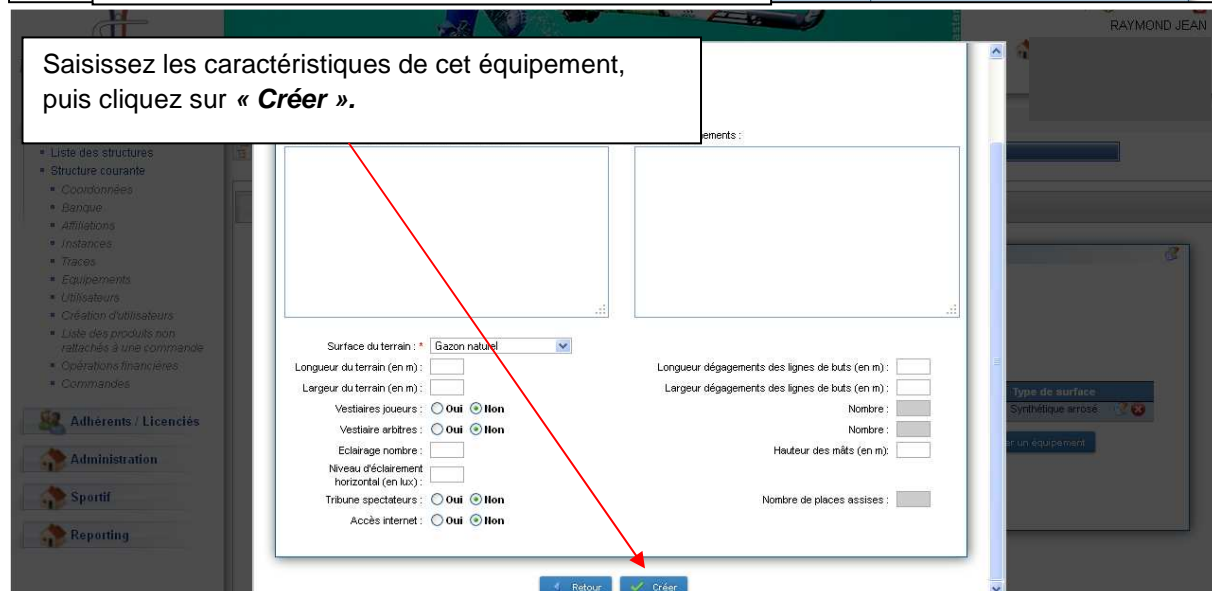 RAYMOND JEAN
Saisissez les caractéristiques de cet équipement,
puis cliquez sur « Créer ».
ements :
Liste des structures
Structure courante
Coordonnées
Banque
Affiliations
Instances
Traces
Equipements
Utilisateurs
Création d'utilisateurs
Liste des produits non
rattachés à une commande
Opérations financières
Commandes
Adhérents / Licenciés
Administration
Sportif
Reporting
Surface du terrain : * Gazon naturel
Longueur du terrain (en m) : Longueur dégagements des lignes de buts (en m) :
Largeur du terrain (en m) : Largeur dégagements des lignes de buts (en m) :
Vestiaires joueurs : Oui Non Nombre :
Vestiaire arbitres : Oui Non Nombre :
Eclairage nombre : Hauteur des mâts (en m):
Niveau d'éclairement
horizontal (en lux) :
Tribune spectateurs : Oui Non Nombre de places assises :
Accès internet : Oui Non
Type de surface
Synthétique arrosé
er un équipement
Retour Créer